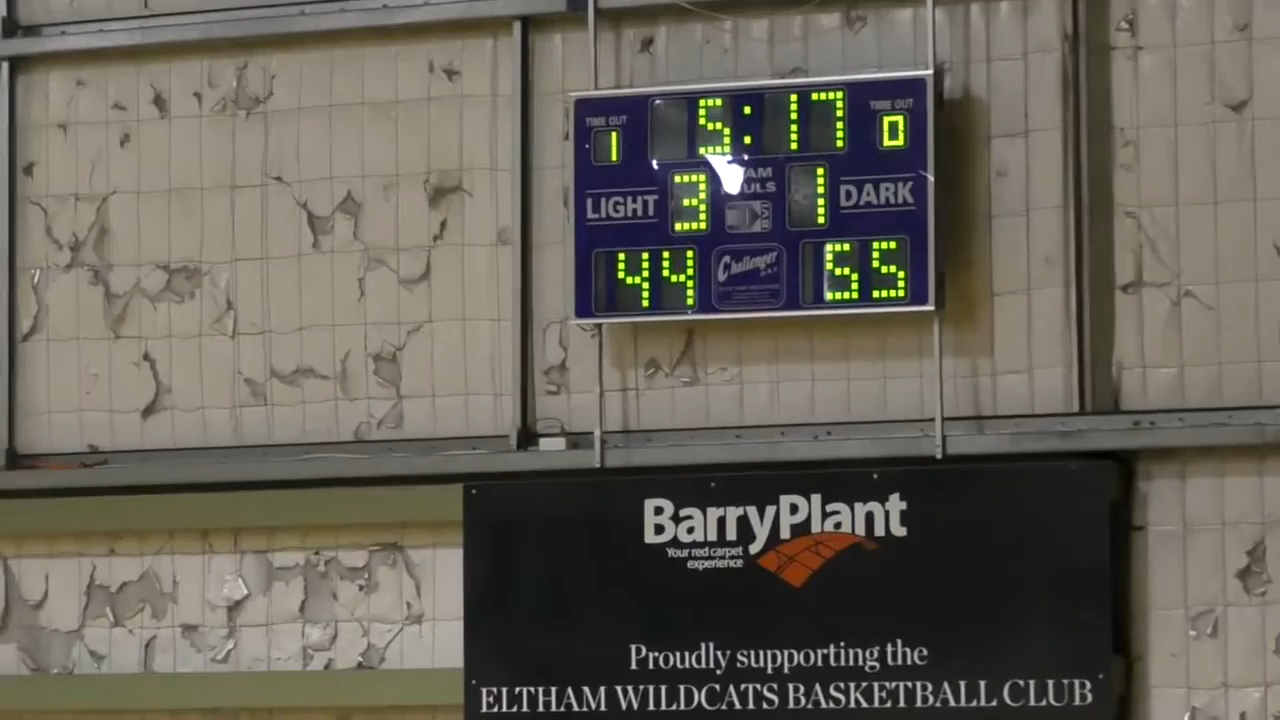 TIME OUT
5:17
TIME OUT
1
0
LIGHT
3
1
DARK
BVI
44
Challenger
55
BarryPlant
Your red carpet
experience
Proudly supporting the
ELTHAM WILDCATS BASKETBALL CLUB